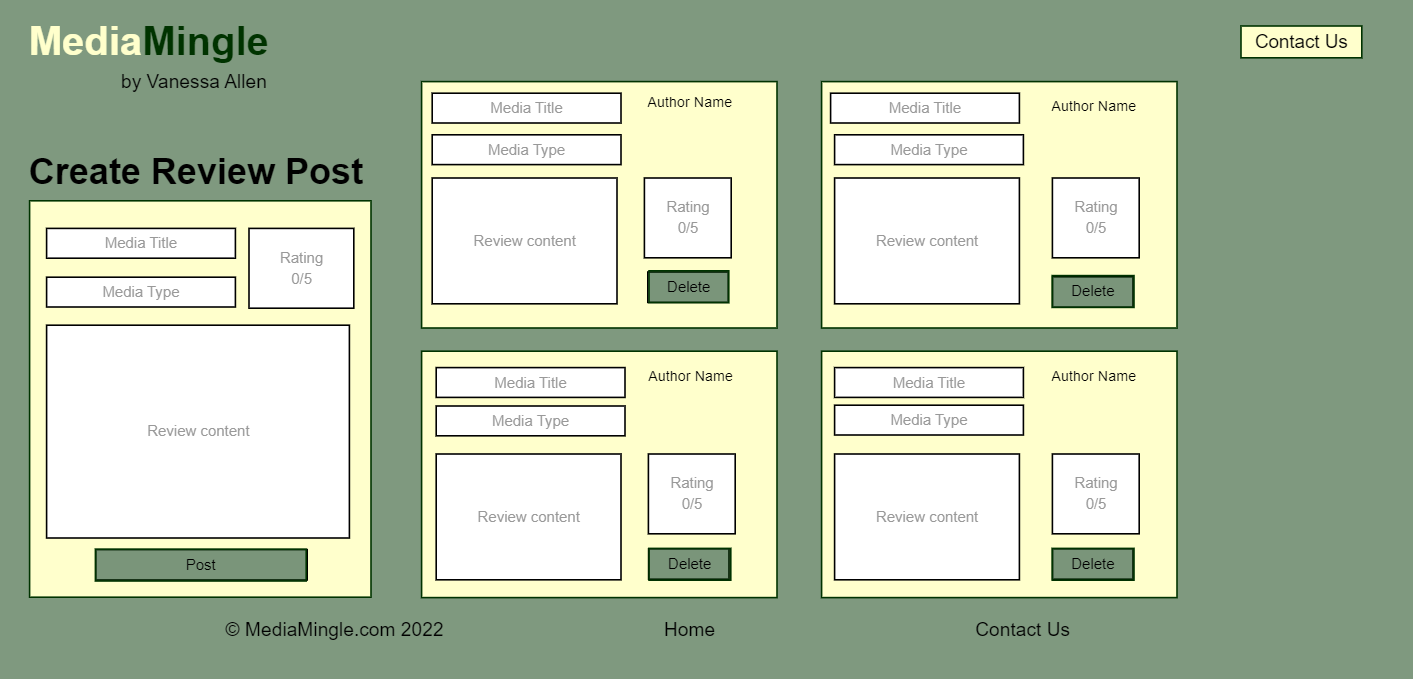 MediaMingle
by Vanessa Allen
Contact Us
Create Review Post
Media Title
Media Type
Rating
0/5
Review content
Post
Media Title
Author Name
Media Type
Review content
Rating
0/5
Delete
Media Title
Author Name
Media Type
Review content
Rating
0/5
Delete
Media Title
Author Name
Media Type
Review content
Rating
0/5
Delete
Media Title
Author Name
Media Type
Review content
Rating
0/5
Delete
© MediaMingle.com 2022
Home
Contact Us